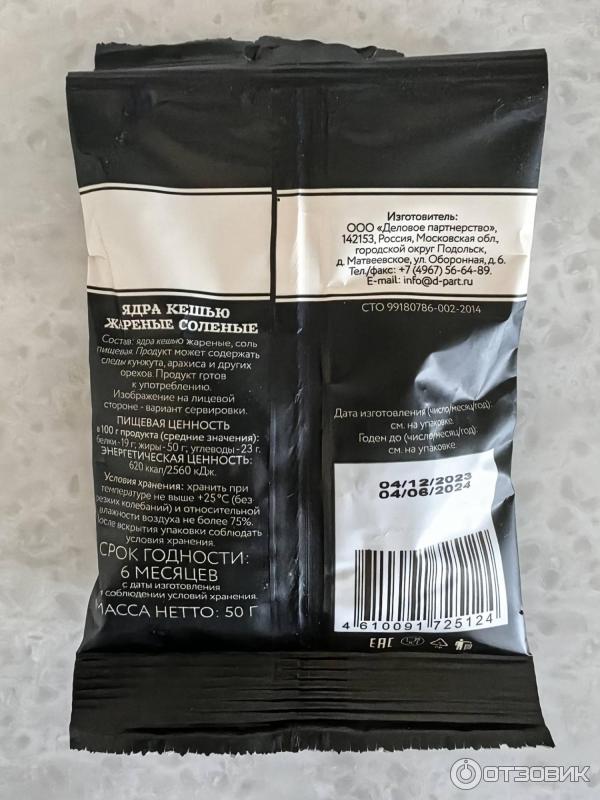 Изготовитель:
ООО «Деловое партнерство»,
142153, Россия, Московская обл.,
городской округ Подольск,
д. Матвеевское, ул. Оборонная, д. 6.
Тел./факс: +7 (4967) 56-64-89.
E-mail: info@d-part.ru
СТО 99180786-002-2014
ЯДРА КЕШЬЮ
ЖАРЕНЫЕ СОЛЕНЫЕ
Состав: ядра кешью жареные, соль
пищевая. Продукт может содержать
следы кунжута, арахиса и других
орехов. Продукт готов
к употреблению.
Изображение на лицевой
стороне - вариант сервировки.
ПИЩЕВАЯ ЦЕННОСТЬ
в 100 г продукта (средние значения):
белки - 19 г; жиры - 50 г; углеводы - 23 г.
ЭНЕРГЕТИЧЕСКАЯ ЦЕННОСТЬ:
620 ккал/2560 кДж.
Условия хранения: хранить при
температуре не выше +25°C (без
резких колебаний) и относительной
влажности воздуха не более 75%.
После вскрытия упаковки соблюдать
условия хранения.
СРОК ГОДНОСТИ:
6 МЕСЯЦЕВ
с даты изготовления
и соблюдении условий хранения.
МАССА НЕТТО: 50 Г
Дата изготовления (число/месяц/год):
см. на упаковке.
Годен до (число/месяц/год):
см. на упаковке.
04/12/2023
04/06/2024
4 610091 725124
EAC
ОТЗОВИК